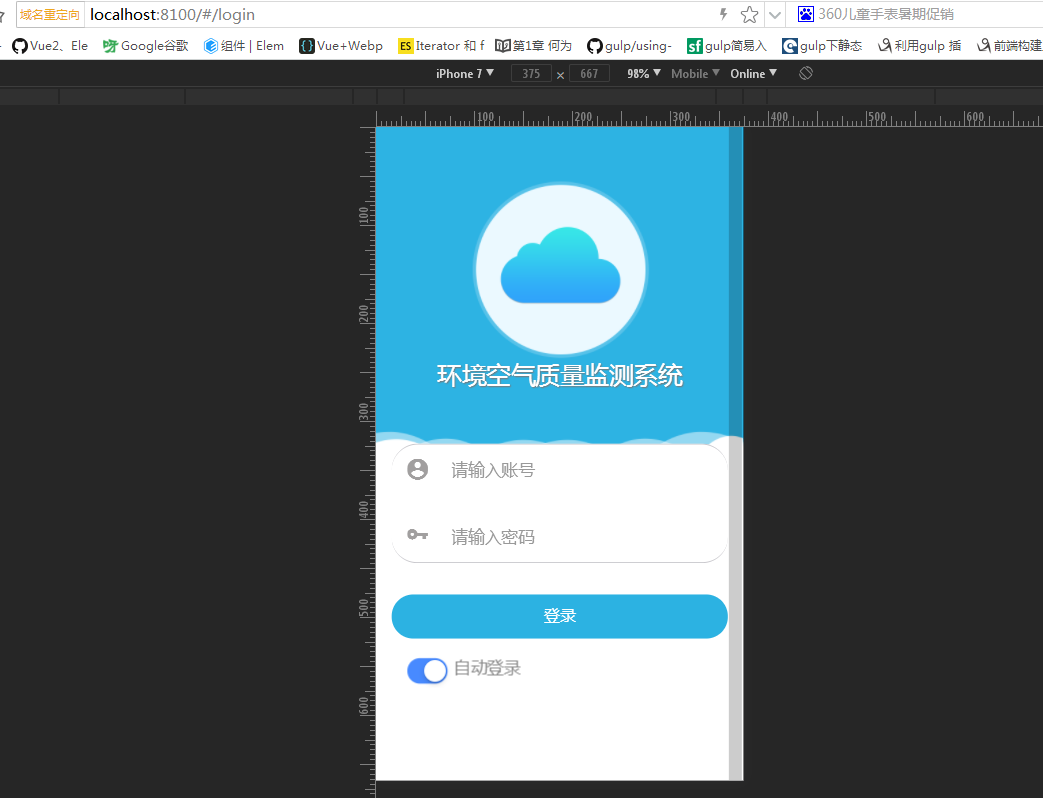 域名重定向 localhost:8100/#/login 360儿童手表暑期促销
Vue2、Ele Google谷歌 组件 | Elem Vue+Webp ES Iterator 和 f 第1章 何为 gulp/using- sf gulp简易入 gulp下静态 利用gulp 插 前端构建
iPhone 7 ▼ 375 × 667 98% ▼ Mobile ▼ Online ▼
100 200 300 400 500 600
100
200
环境空气质量监测系统
300
请输入账号
400
请输入密码
500
登录
自动登录
600